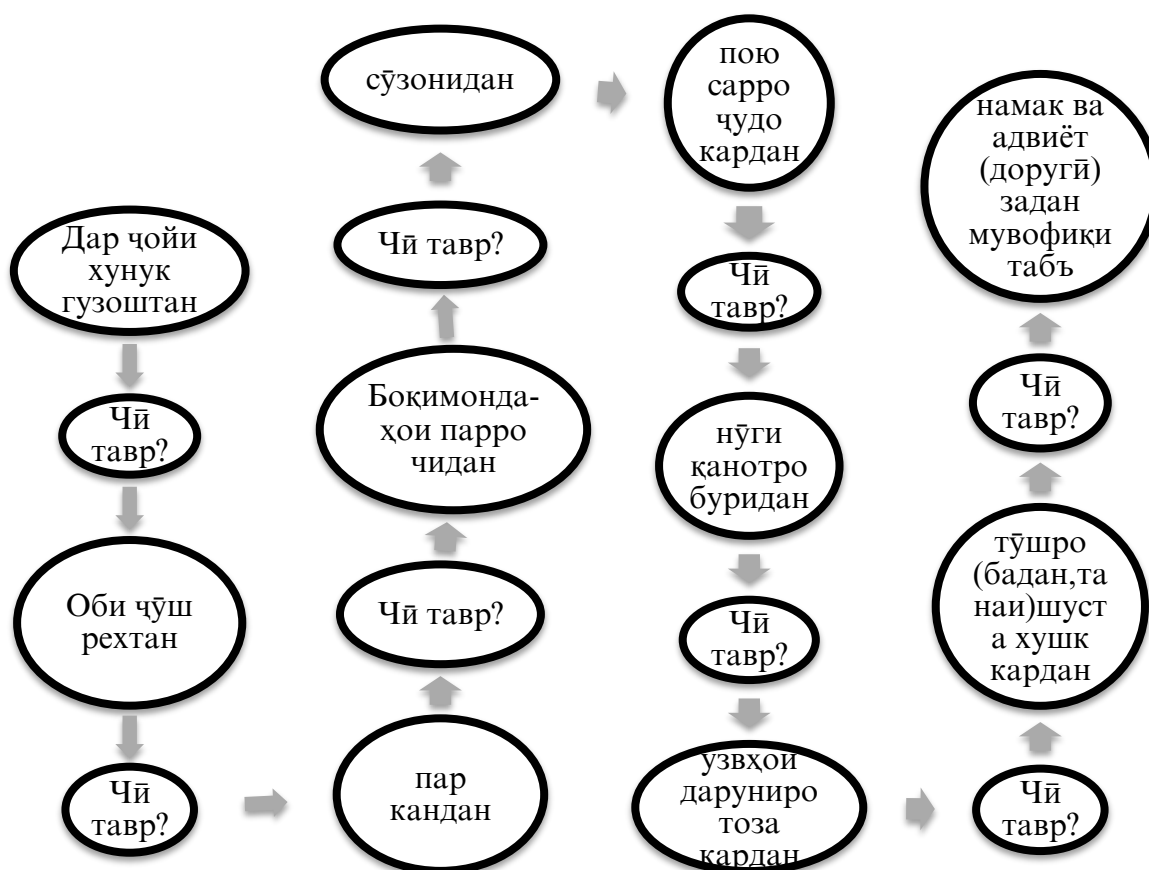 Дар ҷойи
хунук
гузоштан
Чӣ
тавр?
Оби ҷӯш
рехтан
Чӣ
тавр?
пар
кандан
Чӣ тавр?
Боқимонда-
ҳои парро
чидан
Чӣ тавр?
сӯзонидан
пою
сарро
ҷудо
кардан
Чӣ
тавр?
нӯги
қанотро
буридан
Чӣ
тавр?
узвҳои
даруниро
тоза
кардан
Чӣ
тавр?
тӯшро
(бадан,та
наи)шуст
а хушк
кардан
Чӣ
тавр?
намак ва
адвиёт
(доругӣ)
задан
мувофиқи
табъ